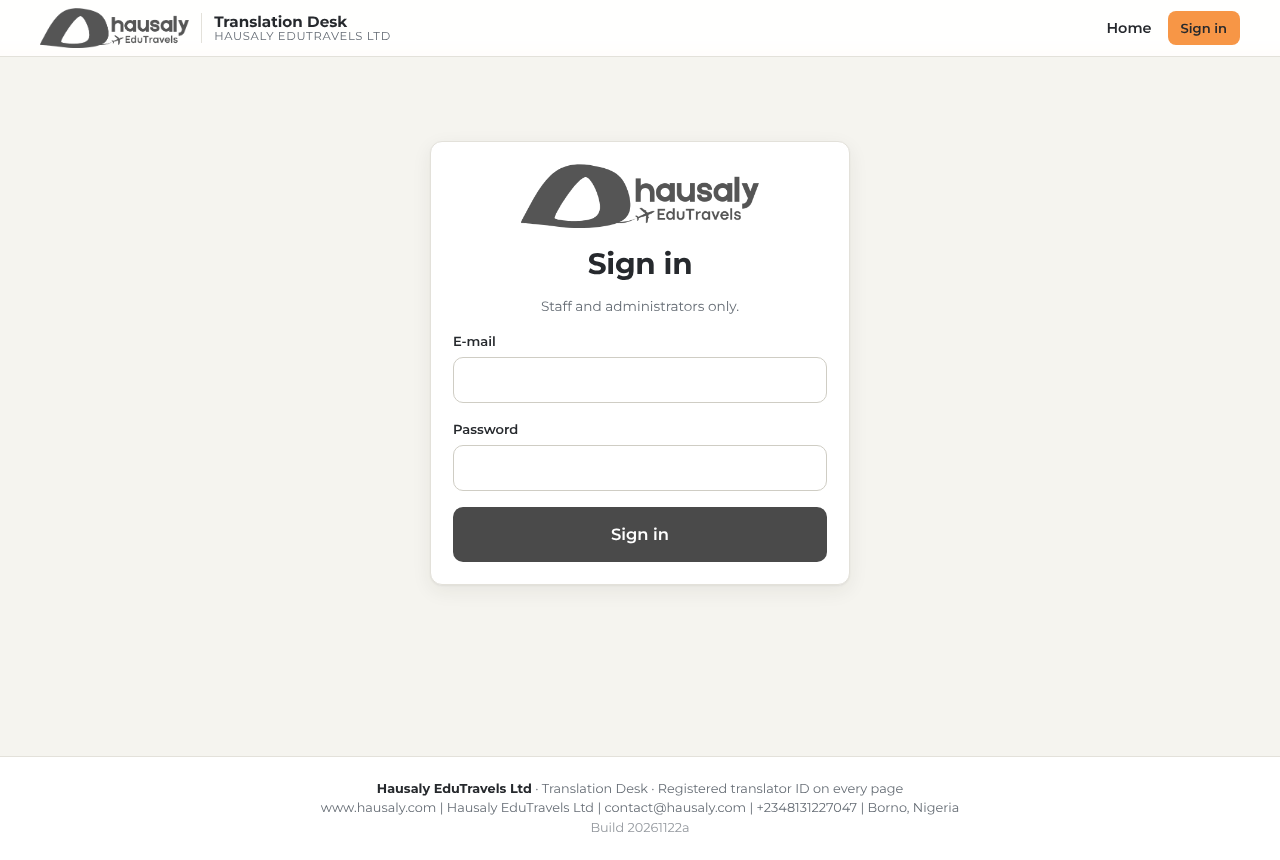 hausaly
EduTravels
Translation Desk
HAUSALY EDUTRAVELS LTD
Home
Sign in
hausaly
EduTravels
Sign in
Staff and administrators only.
E-mail
Password
Sign in
Hausaly EduTravels Ltd · Translation Desk · Registered translator ID on every page
www.hausaly.com | Hausaly EduTravels Ltd | contact@hausaly.com | +2348131227047 | Borno, Nigeria
Build 20261122a